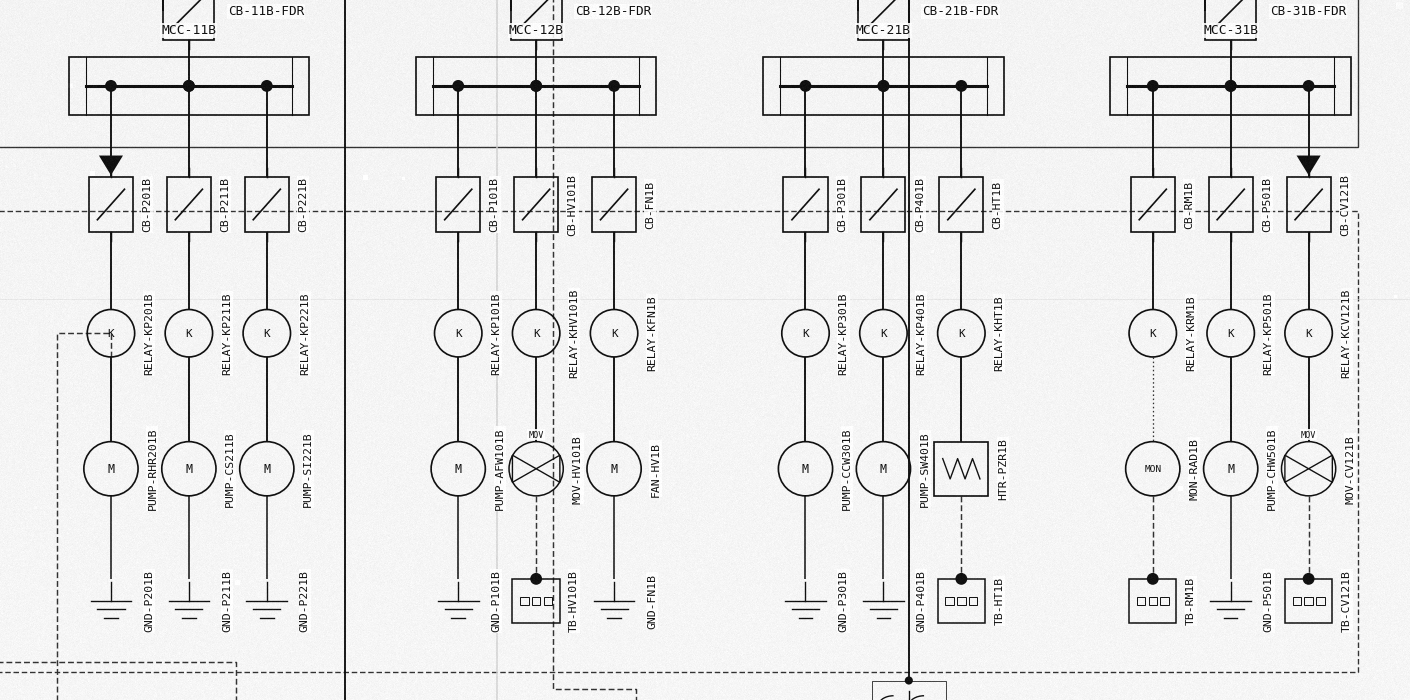 CB-11B-FDR
CB-12B-FDR
CB-21B-FDR
CB-31B-FDR
MCC-11B
MCC-12B
MCC-21B
MCC-31B
CB-P201B
CB-P211B
CB-P221B
CB-P101B
CB-HV101B
CB-FN1B
CB-P301B
CB-P401B
CB-HT1B
CB-RM1B
CB-P501B
CB-CV121B
K
RELAY-KP201B
K
RELAY-KP211B
K
RELAY-KP221B
K
RELAY-KP101B
K
RELAY-KHV101B
K
RELAY-KFN1B
K
RELAY-KP301B
K
RELAY-KP401B
K
RELAY-KHT1B
K
RELAY-KRM1B
K
RELAY-KP501B
K
RELAY-KCV121B
M
PUMP-RHR201B
M
PUMP-CS211B
M
PUMP-SI221B
M
PUMP-AFW101B
MOV
MOV-HV101B
M
FAN-HV1B
M
PUMP-CCW301B
M
PUMP-SW401B
HTR-PZR1B
MON
MON-RAD1B
M
PUMP-CHW501B
MOV
MOV-CV121B
GND-P201B
GND-P211B
GND-P221B
GND-P101B
TB-HV101B
GND-FN1B
GND-P301B
GND-P401B
TB-HT1B
TB-RM1B
GND-P501B
TB-CV121B